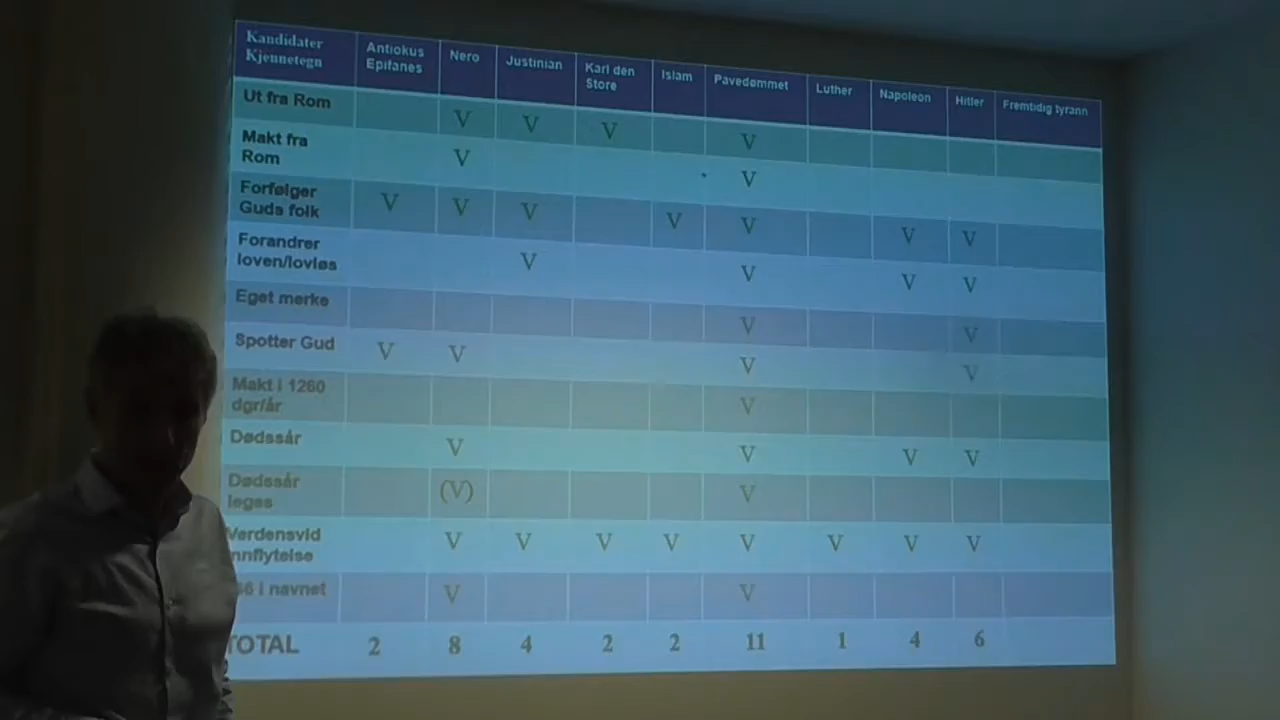 Kandidater Kjennetegn Antiokus Epifanes Nero Justinian Karl den Store Islam Pavedømmet Luther Napoleon Hitler Fremtidig tyrann
Ut fra Rom V V V V
Makt fra Rom V V
Forfølger Guds folk V V V V V V V
Forandrer loven/lovløs V V V V
Eget merke V V
Spotter Gud V V V V
Makt i 1260 dgr/år V
Dødssår V V V V
Dødssår leges (V) V
Verdensvid innflytelse V V V V V V V V
i navnet V V
TOTAL 2 8 4 2 2 11 1 4 6